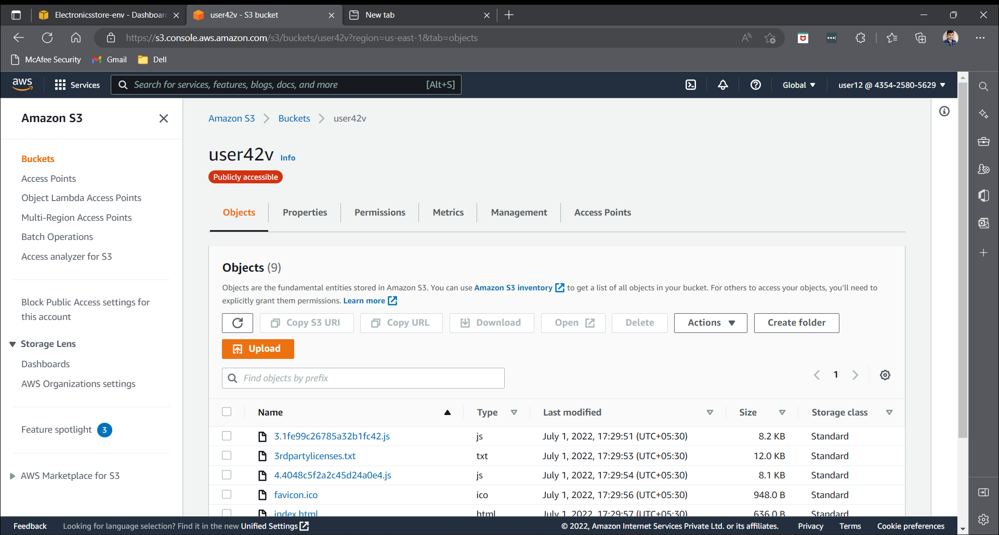 Electronicsstore-env - Dashboard
user42v - S3 bucket
New tab
https://s3.console.aws.amazon.com/s3/buckets/user42v?region=us-east-1&tab=objects
McAfee Security
Gmail
Dell
aws
Services
Search for services, features, blogs, docs, and more
[Alt+S]
Global
user12 @ 4354-2580-5629
Amazon S3
Buckets
Access Points
Object Lambda Access Points
Multi-Region Access Points
Batch Operations
Access analyzer for S3
Block Public Access settings for
this account
Storage Lens
Dashboards
AWS Organizations settings
Feature spotlight 3
AWS Marketplace for S3
Amazon S3 Buckets user42v
user42v Info
Publicly accessible
Objects Properties Permissions Metrics Management Access Points
Objects (9)
Objects are the fundamental entities stored in Amazon S3. You can use Amazon S3 inventory to get a list of all objects in your bucket. For others to access your objects, you'll need to
explicitly grant them permissions. Learn more
Copy S3 URI Copy URL Download Open Delete Actions Create folder
Upload
Find objects by prefix
1
Name Type Last modified Size Storage class
3.1fe99c26785a32b1fc42.js js July 1, 2022, 17:29:51 (UTC+05:30) 8.2 KB Standard
3rdpartylicenses.txt txt July 1, 2022, 17:29:53 (UTC+05:30) 12.0 KB Standard
4.4048c5f2a2c45d24a0e4.js js July 1, 2022, 17:29:54 (UTC+05:30) 8.1 KB Standard
favicon.ico ico July 1, 2022, 17:29:56 (UTC+05:30) 948.0 B Standard
index.html html July 1, 2022, 17:29:57 (UTC+05:30) 636.0 B Standard
Feedback Looking for language selection? Find it in the new Unified Settings
© 2022, Amazon Internet Services Private Ltd. or its affiliates. Privacy Terms Cookie preferences